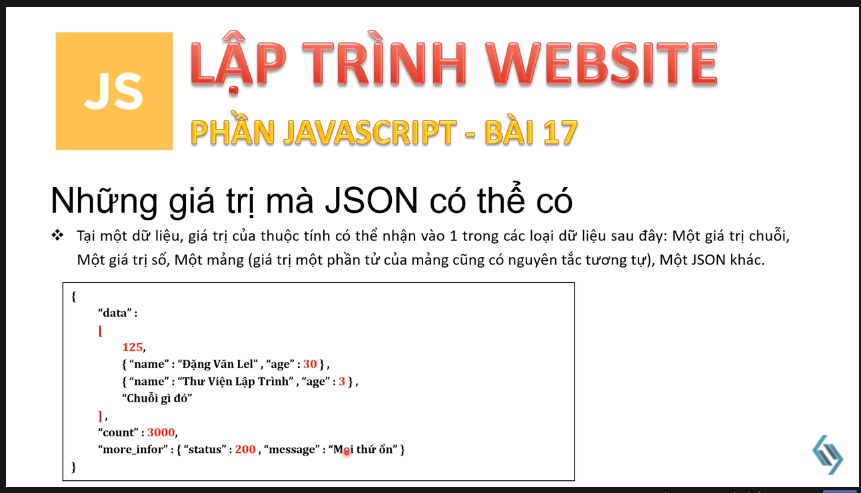 JS
LẬP TRÌNH WEBSITE
PHẦN JAVASCRIPT - BÀI 17
Những giá trị mà JSON có thể có
❖ Tại một dữ liệu, giá trị của thuộc tính có thể nhận vào 1 trong các loại dữ liệu sau đây: Một giá trị chuỗi,
Một giá trị số, Một mảng (giá trị một phần tử của mảng cũng có nguyên tắc tương tự), Một JSON khác.
{
“data” :
[
125,
{ “name” : “Đặng Văn Lel” , “age” : 30 } ,
{ “name” : “Thư Viện Lập Trình” , “age” : 3 } ,
“Chuỗi gì đó”
] ,
“count” : 3000,
“more_infor” : { “status” : 200 , “message” : “Mọi thứ ổn” }
}